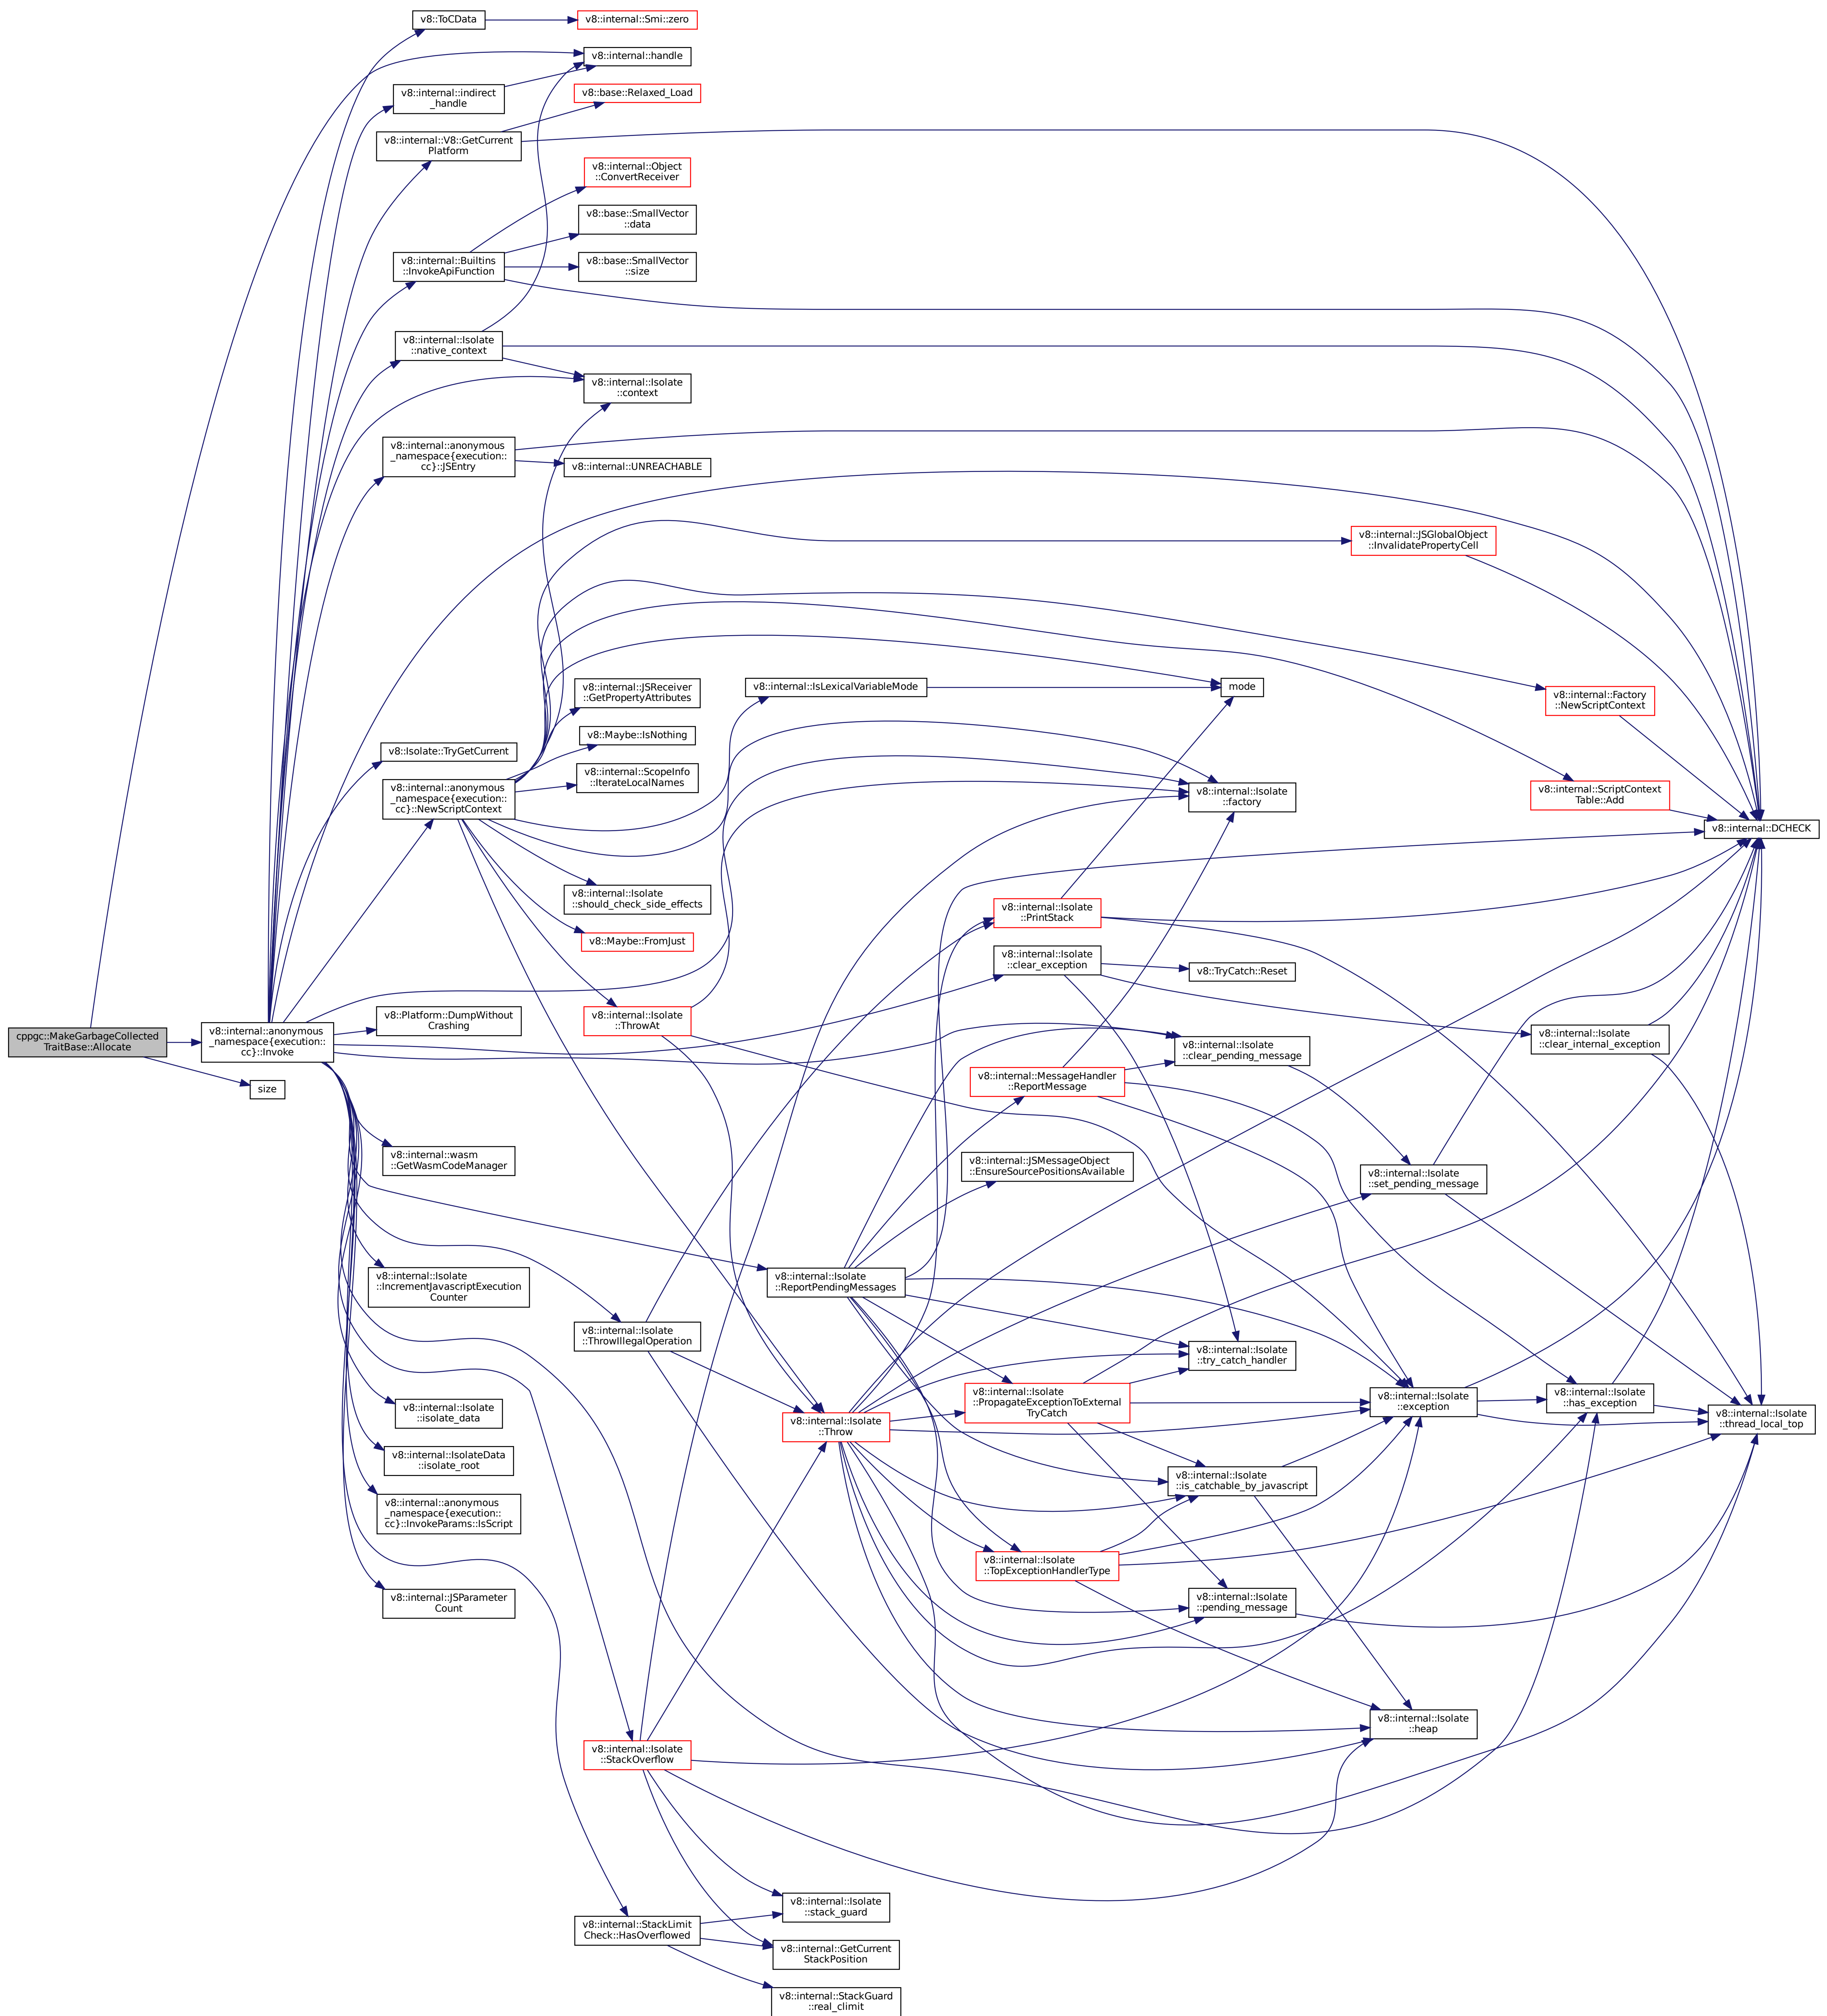 v8::ToCData
v8::internal::Smi::zero
v8::internal::handle
v8::internal::indirect
_handle
v8::base::Relaxed_Load
v8::internal::V8::GetCurrent
Platform
v8::internal::Object
::ConvertReceiver
v8::base::SmallVector
::data
v8::internal::Builtins
::InvokeApiFunction
v8::base::SmallVector
::size
v8::internal::Isolate
::native_context
v8::internal::Isolate
::context
v8::internal::anonymous
_namespace{execution::
cc}::JSEntry
v8::internal::UNREACHABLE
v8::internal::JSGlobalObject
::InvalidatePropertyCell
v8::internal::JSReceiver
::GetPropertyAttributes
v8::internal::IsLexicalVariableMode
mode
v8::internal::Factory
::NewScriptContext
v8::Maybe::IsNothing
v8::Isolate::TryGetCurrent
v8::internal::ScopeInfo
::IterateLocalNames
v8::internal::anonymous
_namespace{execution::
cc}::NewScriptContext
v8::internal::Isolate
::factory
v8::internal::ScriptContext
Table::Add
v8::internal::DCHECK
v8::internal::Isolate
::should_check_side_effects
v8::internal::Isolate
::PrintStack
v8::Maybe::FromJust
v8::internal::Isolate
::clear_exception
v8::TryCatch::Reset
v8::Platform::DumpWithout
Crashing
v8::internal::Isolate
::ThrowAt
cppgc::MakeGarbageCollected
TraitBase::Allocate
v8::internal::anonymous
_namespace{execution::
cc}::Invoke
v8::internal::Isolate
::clear_internal_exception
v8::internal::Isolate
::clear_pending_message
size
v8::internal::MessageHandler
::ReportMessage
v8::internal::wasm
::GetWasmCodeManager
v8::internal::JSMessageObject
::EnsureSourcePositionsAvailable
v8::internal::Isolate
::set_pending_message
v8::internal::Isolate
::IncrementJavascriptExecution
Counter
v8::internal::Isolate
::ReportPendingMessages
v8::internal::Isolate
::ThrowIllegalOperation
v8::internal::Isolate
::try_catch_handler
v8::internal::Isolate
::isolate_data
v8::internal::Isolate
::Throw
v8::internal::Isolate
::PropagateExceptionToExternal
TryCatch
v8::internal::Isolate
::exception
v8::internal::Isolate
::has_exception
v8::internal::Isolate
::thread_local_top
v8::internal::IsolateData
::isolate_root
v8::internal::Isolate
::is_catchable_by_javascript
v8::internal::anonymous
_namespace{execution::
cc}::InvokeParams::IsScript
v8::internal::Isolate
::TopExceptionHandlerType
v8::internal::JSParameter
Count
v8::internal::Isolate
::pending_message
v8::internal::Isolate
::heap
v8::internal::Isolate
::StackOverflow
v8::internal::Isolate
::stack_guard
v8::internal::StackLimit
Check::HasOverflowed
v8::internal::GetCurrent
StackPosition
v8::internal::StackGuard
::real_climit